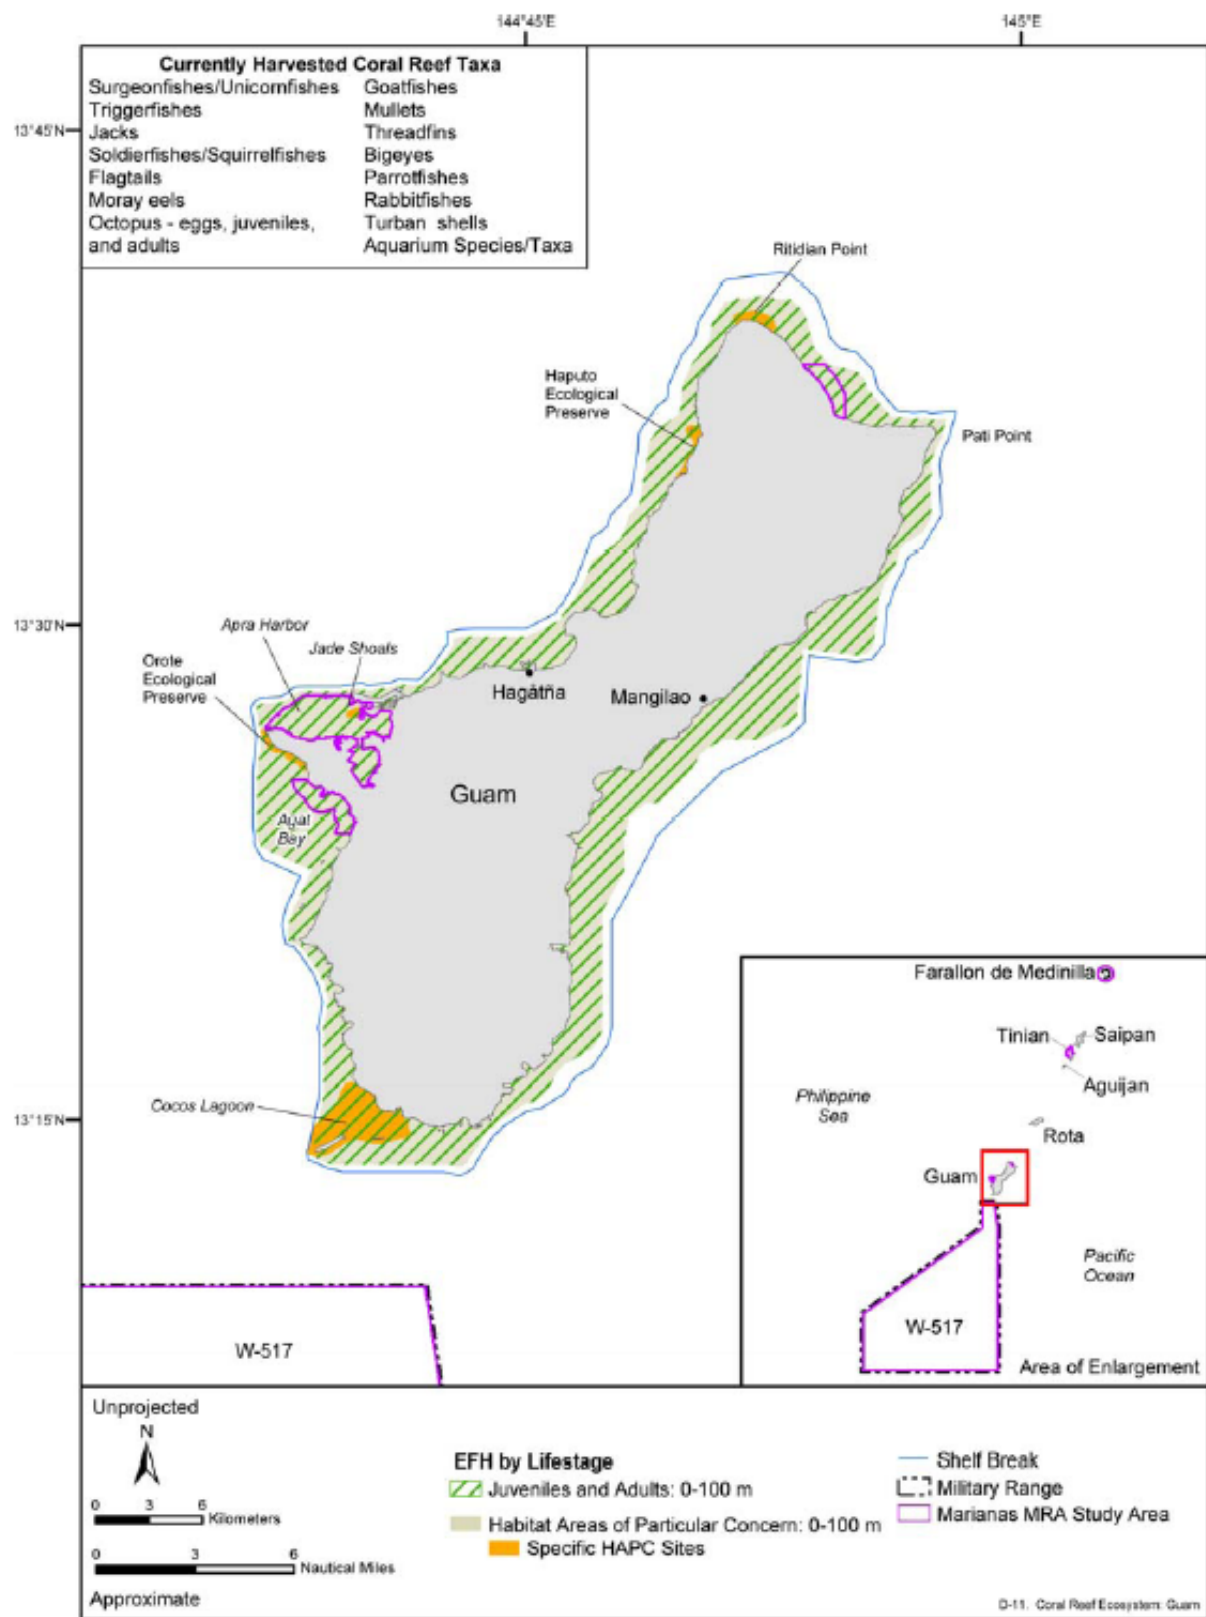 144°45'E
145°E
Currently Harvested Coral Reef Taxa
Surgeonfishes/Unicornfishes Goatfishes
Triggerfishes Mullets
Jacks Threadfins
Soldierfishes/Squirrelfishes Bigeyes
Flagtails Parrotfishes
Moray eels Rabbitfishes
Octopus - eggs, juveniles, Turban shells
and adults Aquarium Species/Taxa
13°45'N
Ritidian Point
Haputo
Ecological
Preserve
Pati Point
13°30'N
Apra Harbor
Jade Shoals
Orote
Ecological
Preserve
Hagåtña
Mangilao
Guam
Agat
Bay
Cocos Lagoon
13°15'N
W-517
Farallon de Medinilla
Tinian
Saipan
Aguijan
Philippine
Sea
Rota
Guam
Pacific
Ocean
W-517
Area of Enlargement
Unprojected
N
0 3 6
Kilometers
0 3 6
Nautical Miles
Approximate
EFH by Lifestage
Juveniles and Adults: 0-100 m
Habitat Areas of Particular Concern: 0-100 m
Specific HAPC Sites
Shelf Break
Military Range
Marianas MRA Study Area
D-11. Coral Reef Ecosystem: Guam